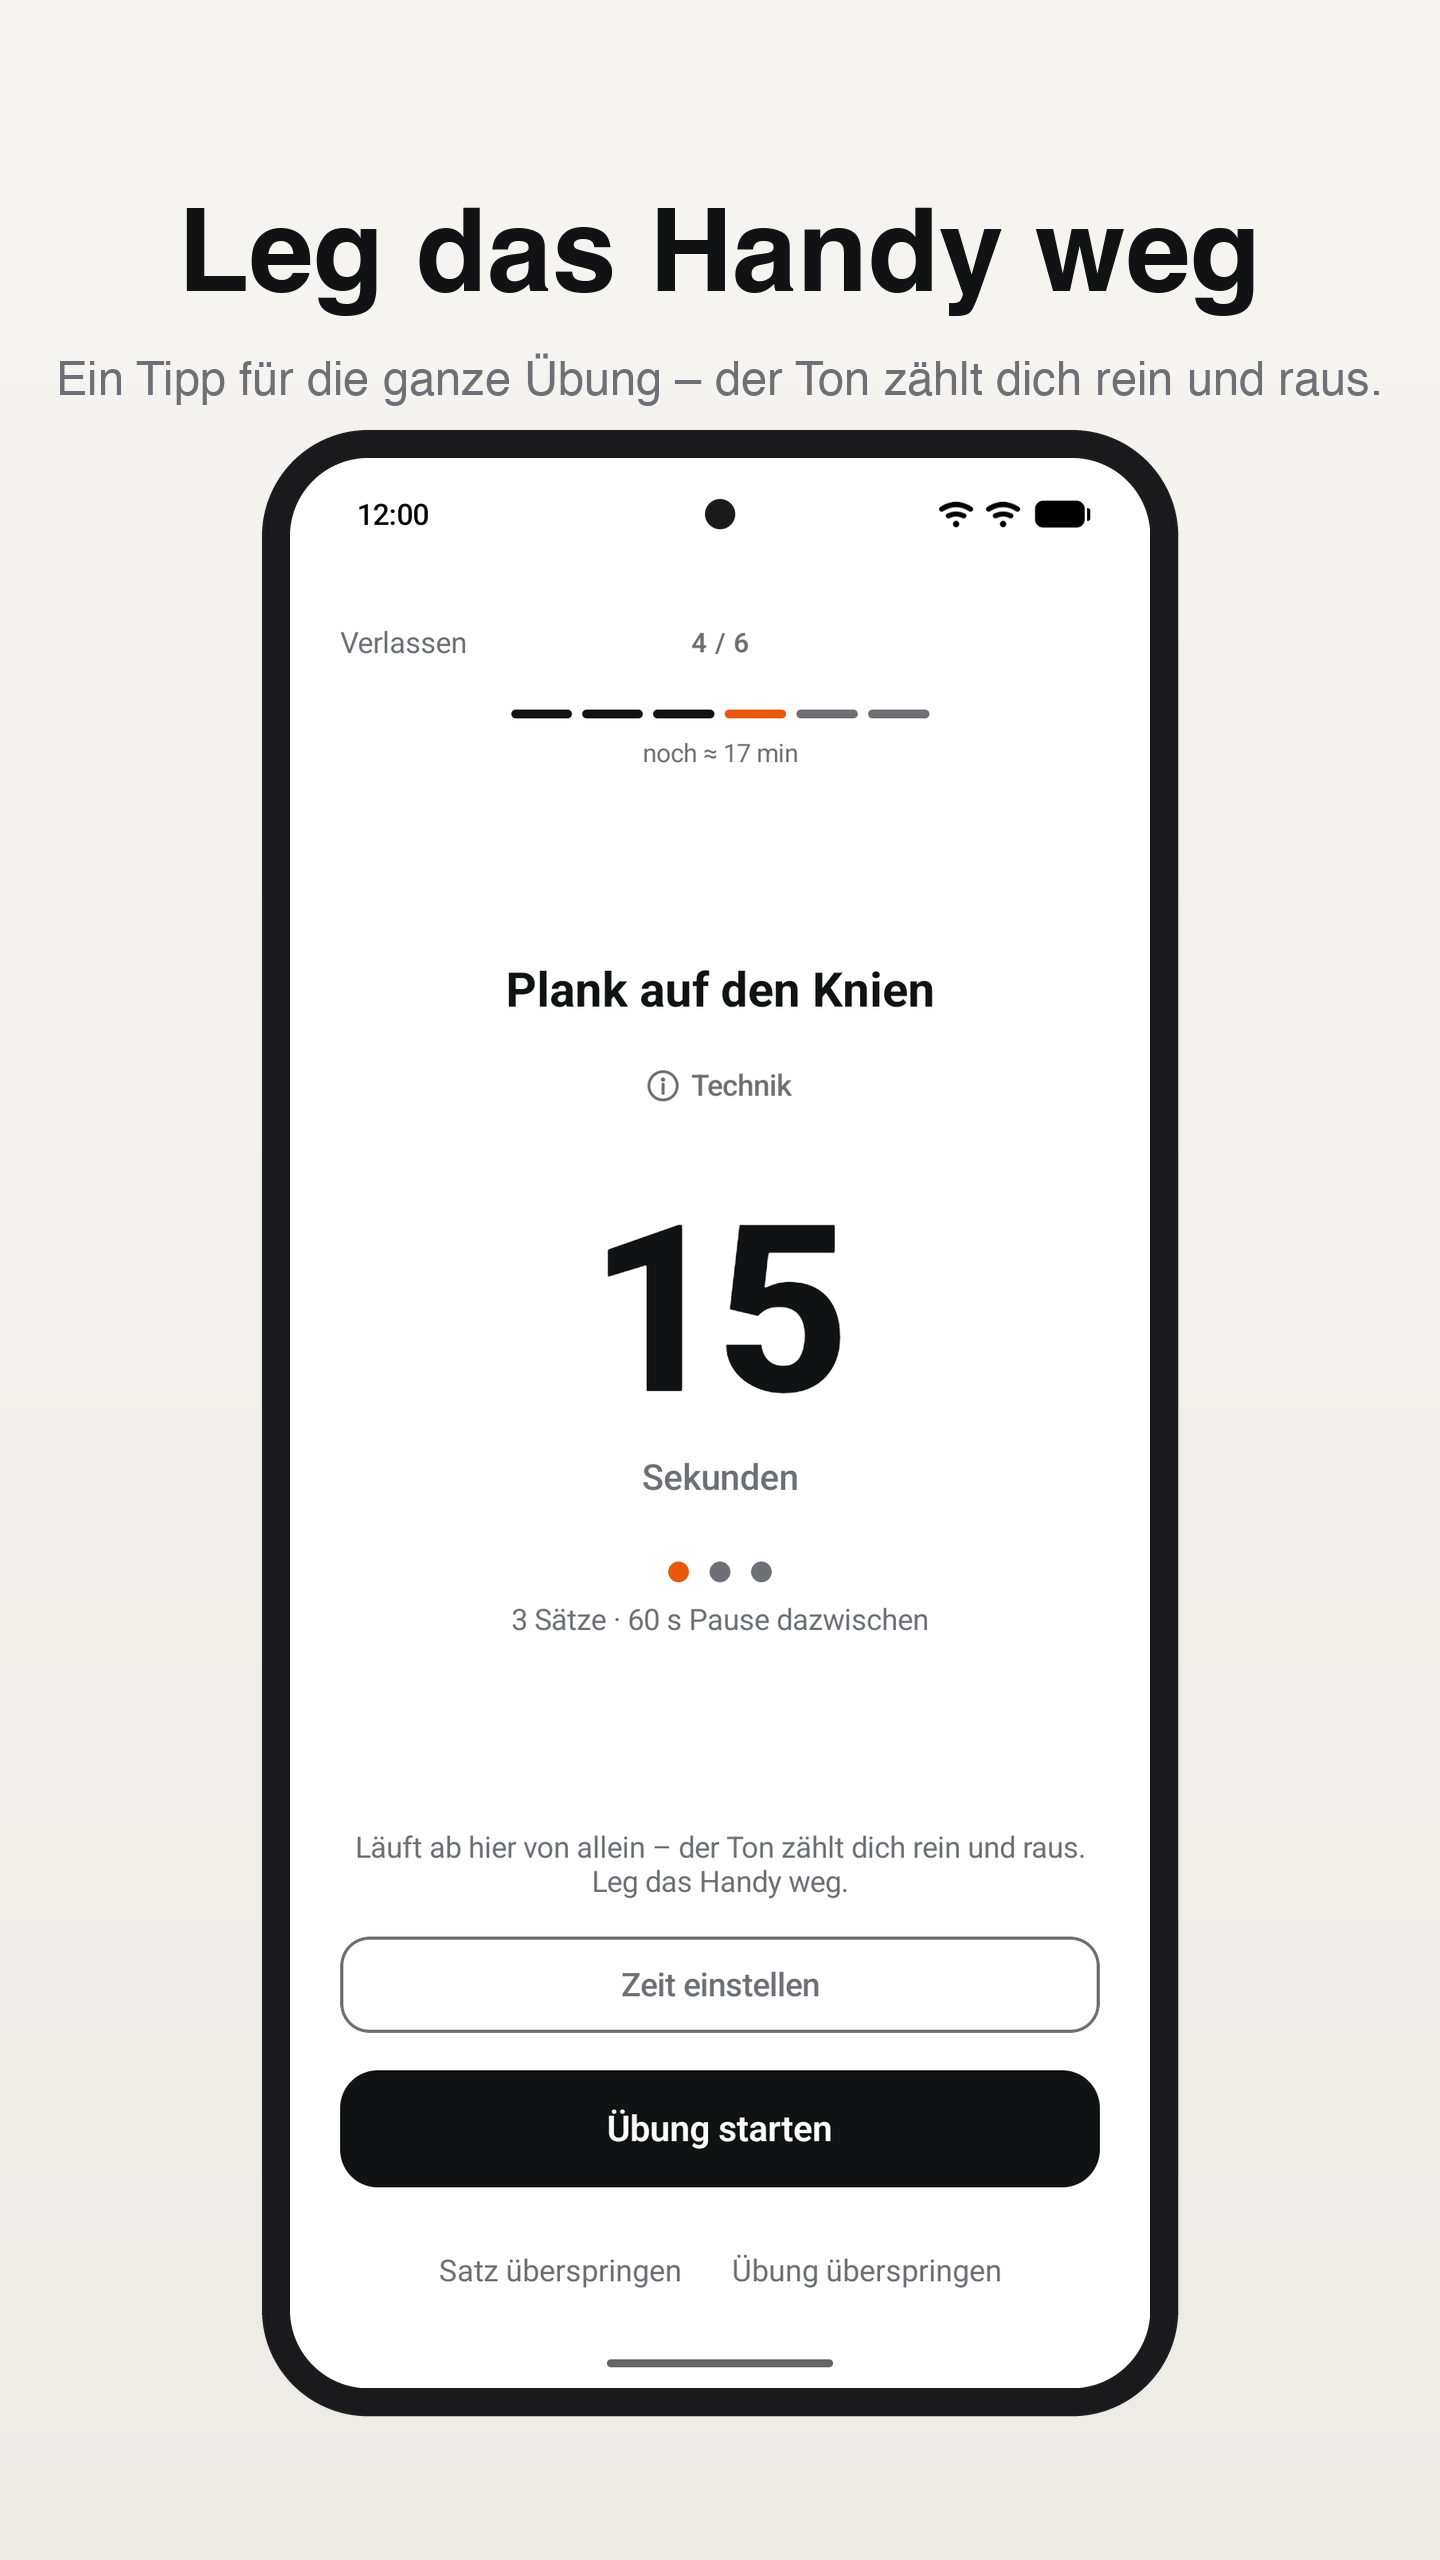 Leg das Handy weg
Ein Tipp für die ganze Übung – der Ton zählt dich rein und raus.
12:00
Verlassen
4 / 6
noch ≈ 17 min
Plank auf den Knien
Technik
15
Sekunden
3 Sätze · 60 s Pause dazwischen
Läuft ab hier von allein – der Ton zählt dich rein und raus.
Leg das Handy weg.
Zeit einstellen
Übung starten
Satz überspringen
Übung überspringen